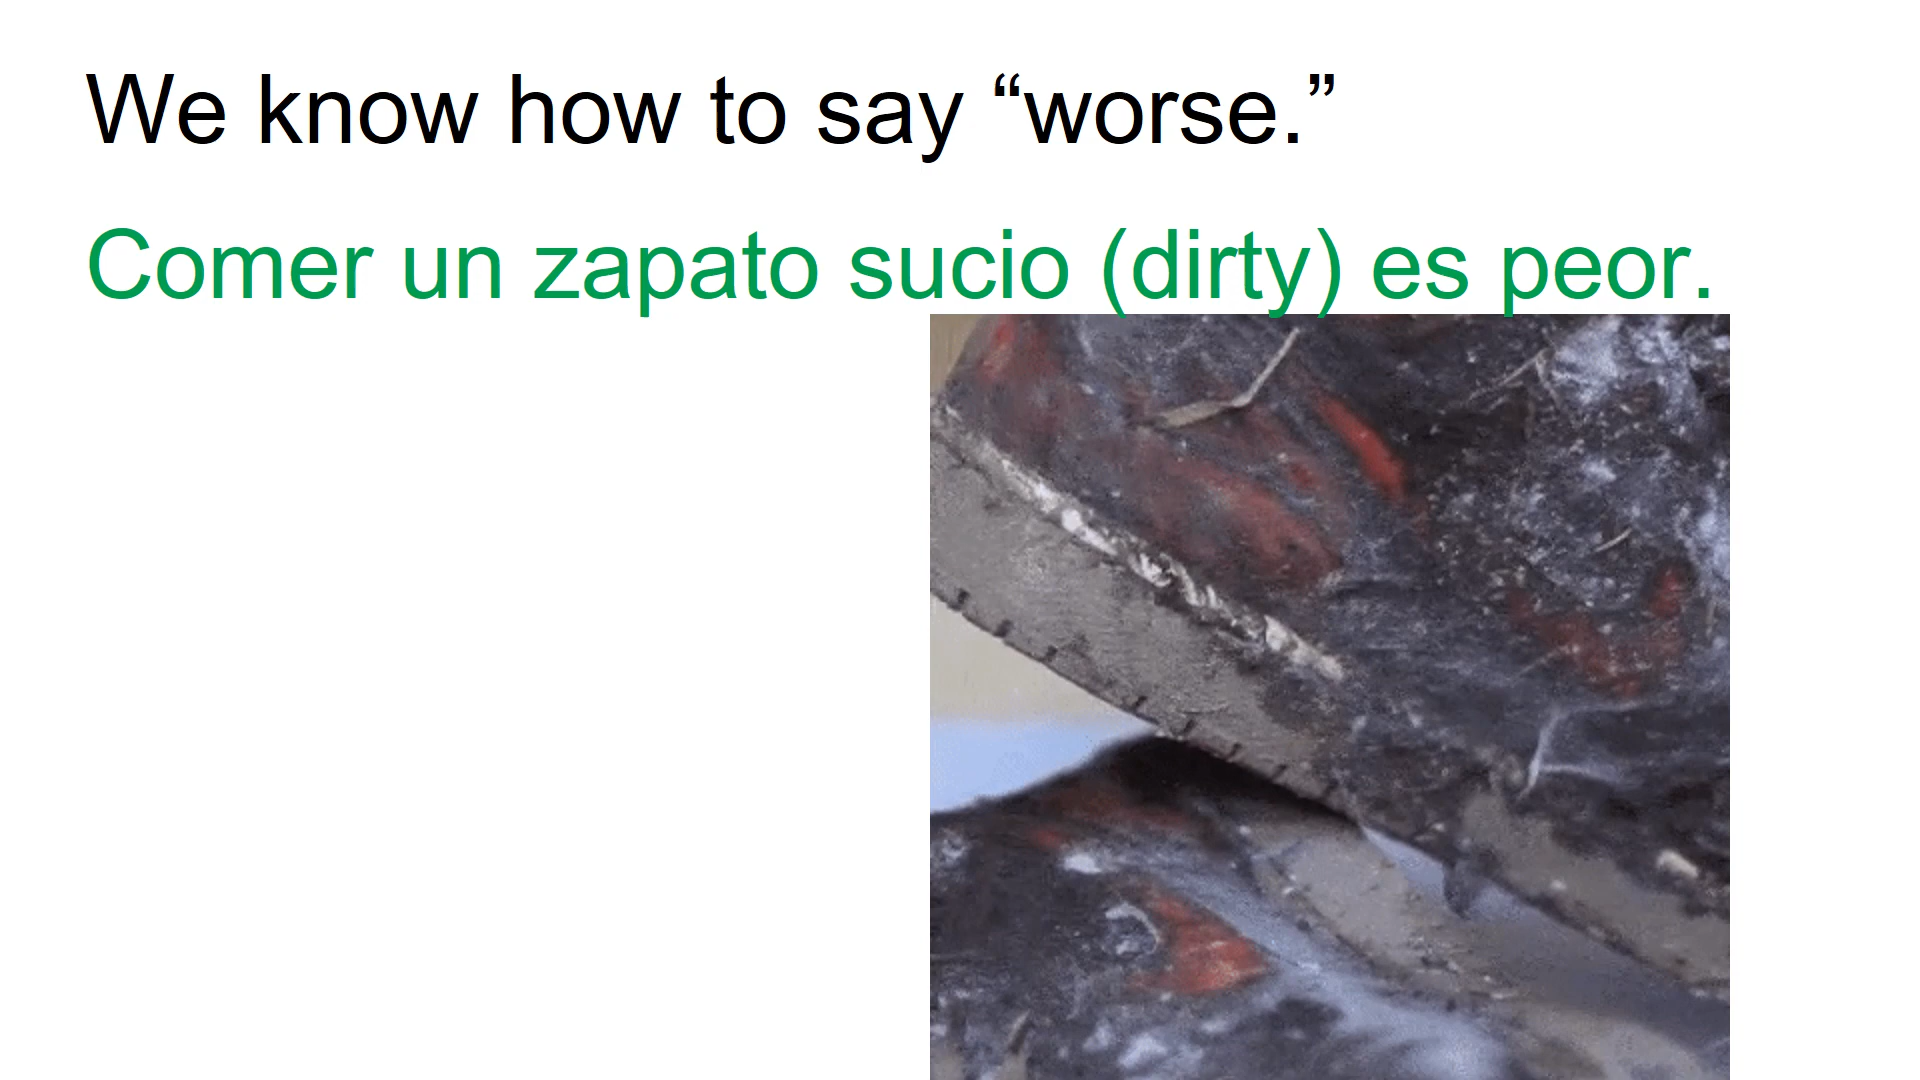 We know how to say “worse.”
Comer un zapato sucio (dirty) es peor.